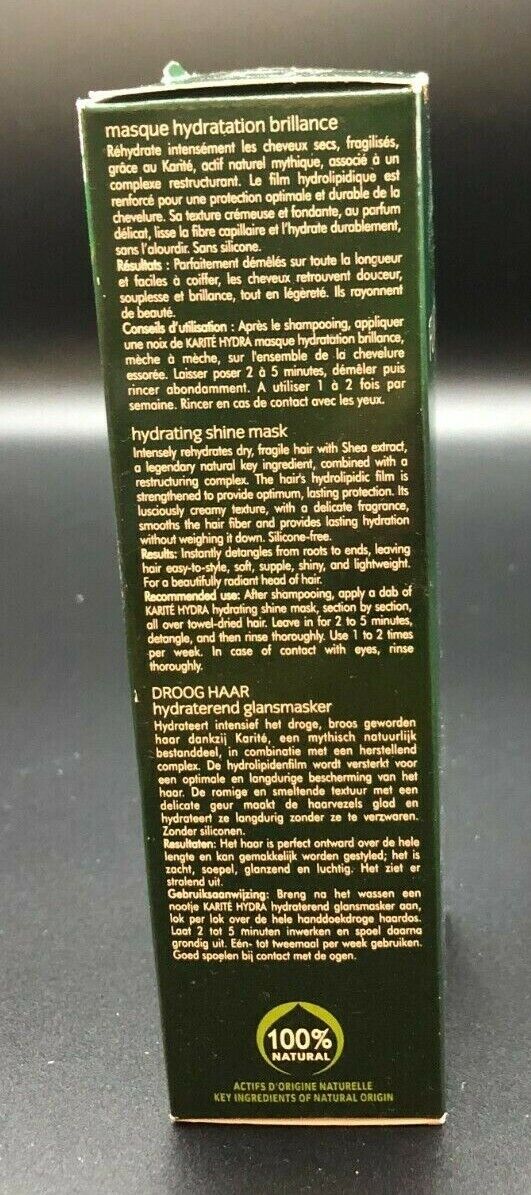 masque hydratation brillance
Réhydrate intensément les cheveux secs, fragilisés,
grâce au Karité, actif naturel mythique, associé à un
complexe restructurant. Le film hydrolipidique est
renforcé pour une protection optimale et durable de la
chevelure. Sa texture crémeuse et fondante, au parfum
délicat, lisse la fibre capillaire et l'hydrate durablement,
sans l'alourdir. Sans silicone.
Résultats : Parfaitement démêlés sur toute la longueur
et faciles à coiffer, les cheveux retrouvent douceur,
souplesse et brillance, tout en légèreté. Ils rayonnent
de beauté.
Conseils d'utilisation : Après le shampooing, appliquer
une noix de KARITÉ HYDRA masque hydratation brillance,
mèche à mèche, sur l'ensemble de la chevelure
essorée. Laisser poser 2 à 5 minutes, démêler puis
rincer abondamment. A utiliser 1 à 2 fois par
semaine. Rincer en cas de contact avec les yeux.
hydrating shine mask
Intensely rehydrates dry, fragile hair with Shea extract,
a legendary natural key ingredient, combined with a
restructuring complex. The hair's hydrolipidic film is
strengthened to provide optimum, lasting protection. Its
lusciously creamy texture, with a delicate fragrance,
smooths the hair fiber and provides lasting hydration
without weighing it down. Silicone-free.
Results: Instantly detangles from roots to ends, leaving
hair easy-to-style, soft, supple, shiny, and lightweight.
For a beautifully radiant head of hair.
Recommended use: After shampooing, apply a dab of
KARITÉ HYDRA hydrating shine mask, section by section,
all over towel-dried hair. Leave in for 2 to 5 minutes,
detangle, and then rinse thoroughly. Use 1 to 2 times
per week. In case of contact with eyes, rinse
thoroughly.
DROOG HAAR
hydraterend glansmasker
Hydrateert intensief het droge, broos geworden
haar dankzij Karité, een mythisch natuurlijk
bestanddeel, in combinatie met een herstellend
complex. De hydrolipidenfilm wordt versterkt voor
een optimale en langdurige bescherming van het
haar. De romige en smeltende textuur met een
delicate geur maakt de haarvezels glad en
hydrateert ze langdurig zonder ze te verzwaren.
Zonder siliconen.
Resultaten: Het haar is perfect ontward over de hele
lengte en kan gemakkelijk worden gestyled; het is
zacht, soepel, glanzend en luchtig. Het ziet er
stralend uit.
Gebruiksaanwijzing: Breng na het wassen een
nootje KARITÉ HYDRA hydraterend glansmasker aan,
lok per lok over de hele handdoekdroge haardos.
Laat 2 tot 5 minuten inwerken en spoel daarna
grondig uit. Eén- tot tweemaal per week gebruiken.
Goed spoelen bij contact met de ogen.
100%
NATURAL
ACTIFS D'ORIGINE NATURELLE
KEY INGREDIENTS OF NATURAL ORIGIN